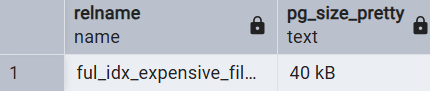 relname pg_size_pretty
name text
1 ful_idx_expensive_fil... 40 kB